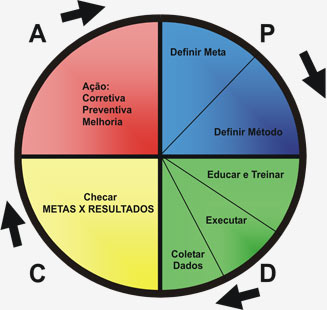 A
P
Definir Meta
Definir Método
Ação:
Corretiva
Preventiva
Melhoria
Educar e Treinar
Executar
Coletar
Dados
Checar
METAS X RESULTADOS
C
D